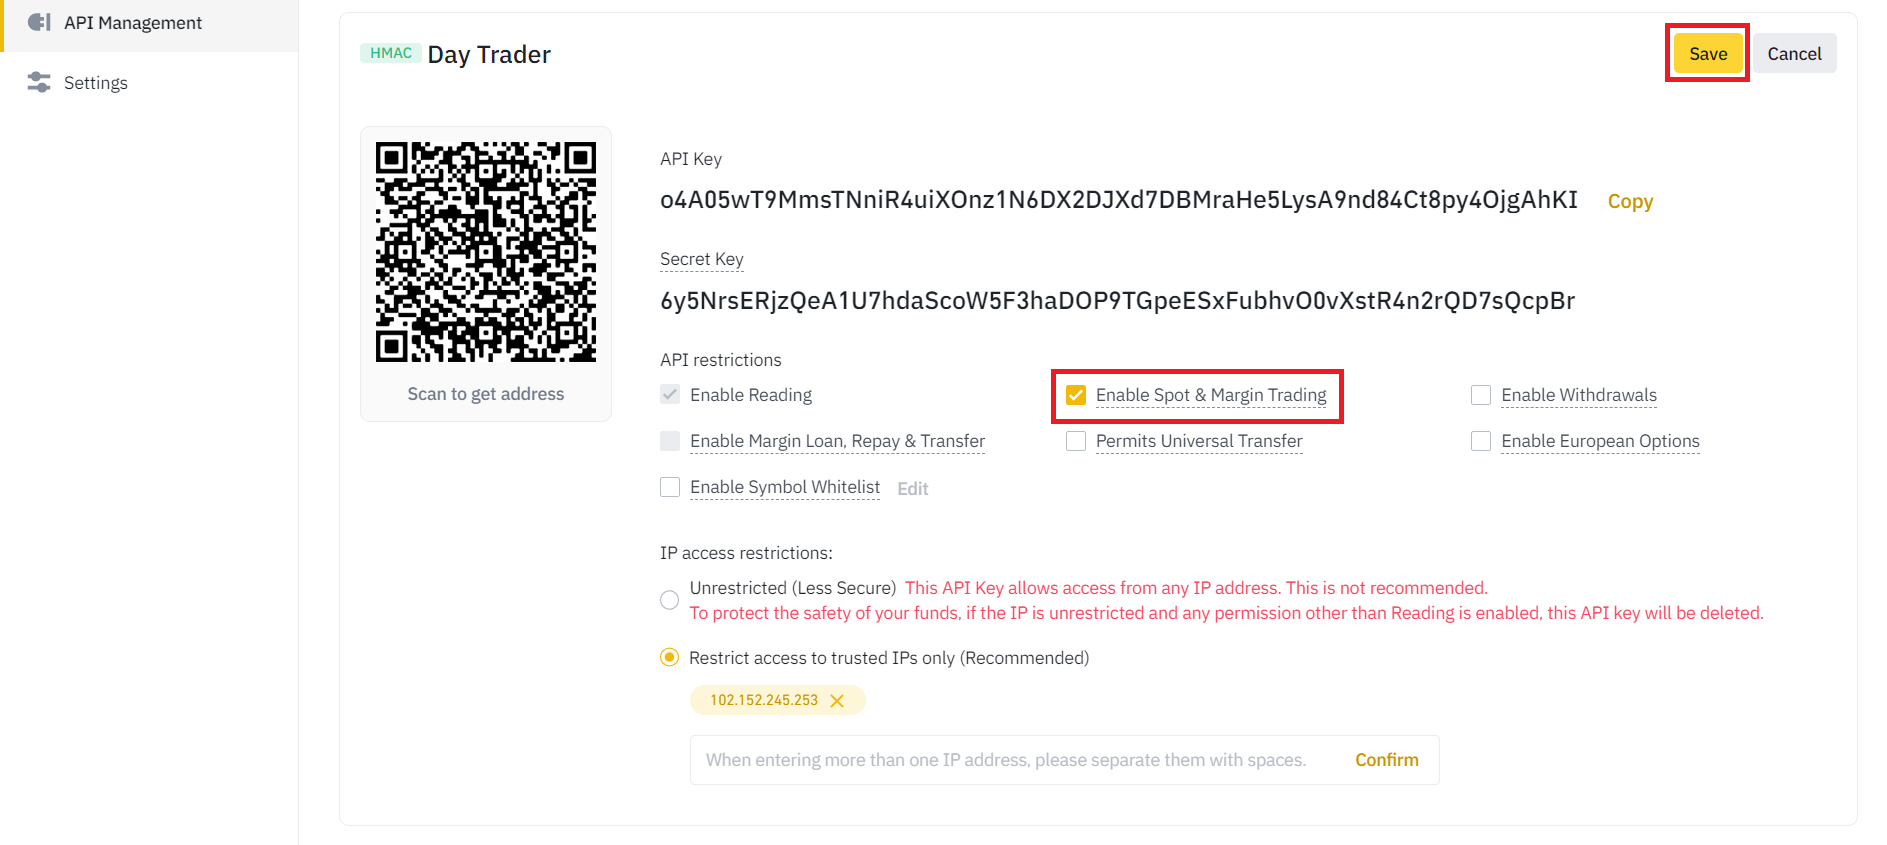 API Management
Settings
HMAC Day Trader
Save Cancel
Scan to get address
API Key
o4A05wT9MmsTNniR4uiXOnz1N6DX2DJXd7DBMraHe5LysA9nd84Ct8py4OjgAhKI Copy
Secret Key
6y5NrsERjzQeA1U7hdaScoW5F3haDOP9TGpeESxFubhvO0vXstR4n2rQD7sQcpBr
API restrictions
Enable Reading Enable Spot & Margin Trading Enable Withdrawals
Enable Margin Loan, Repay & Transfer Permits Universal Transfer Enable European Options
Enable Symbol Whitelist Edit
IP access restrictions:
Unrestricted (Less Secure) This API Key allows access from any IP address. This is not recommended.
To protect the safety of your funds, if the IP is unrestricted and any permission other than Reading is enabled, this API key will be deleted.
Restrict access to trusted IPs only (Recommended)
102.152.245.253
When entering more than one IP address, please separate them with spaces. Confirm